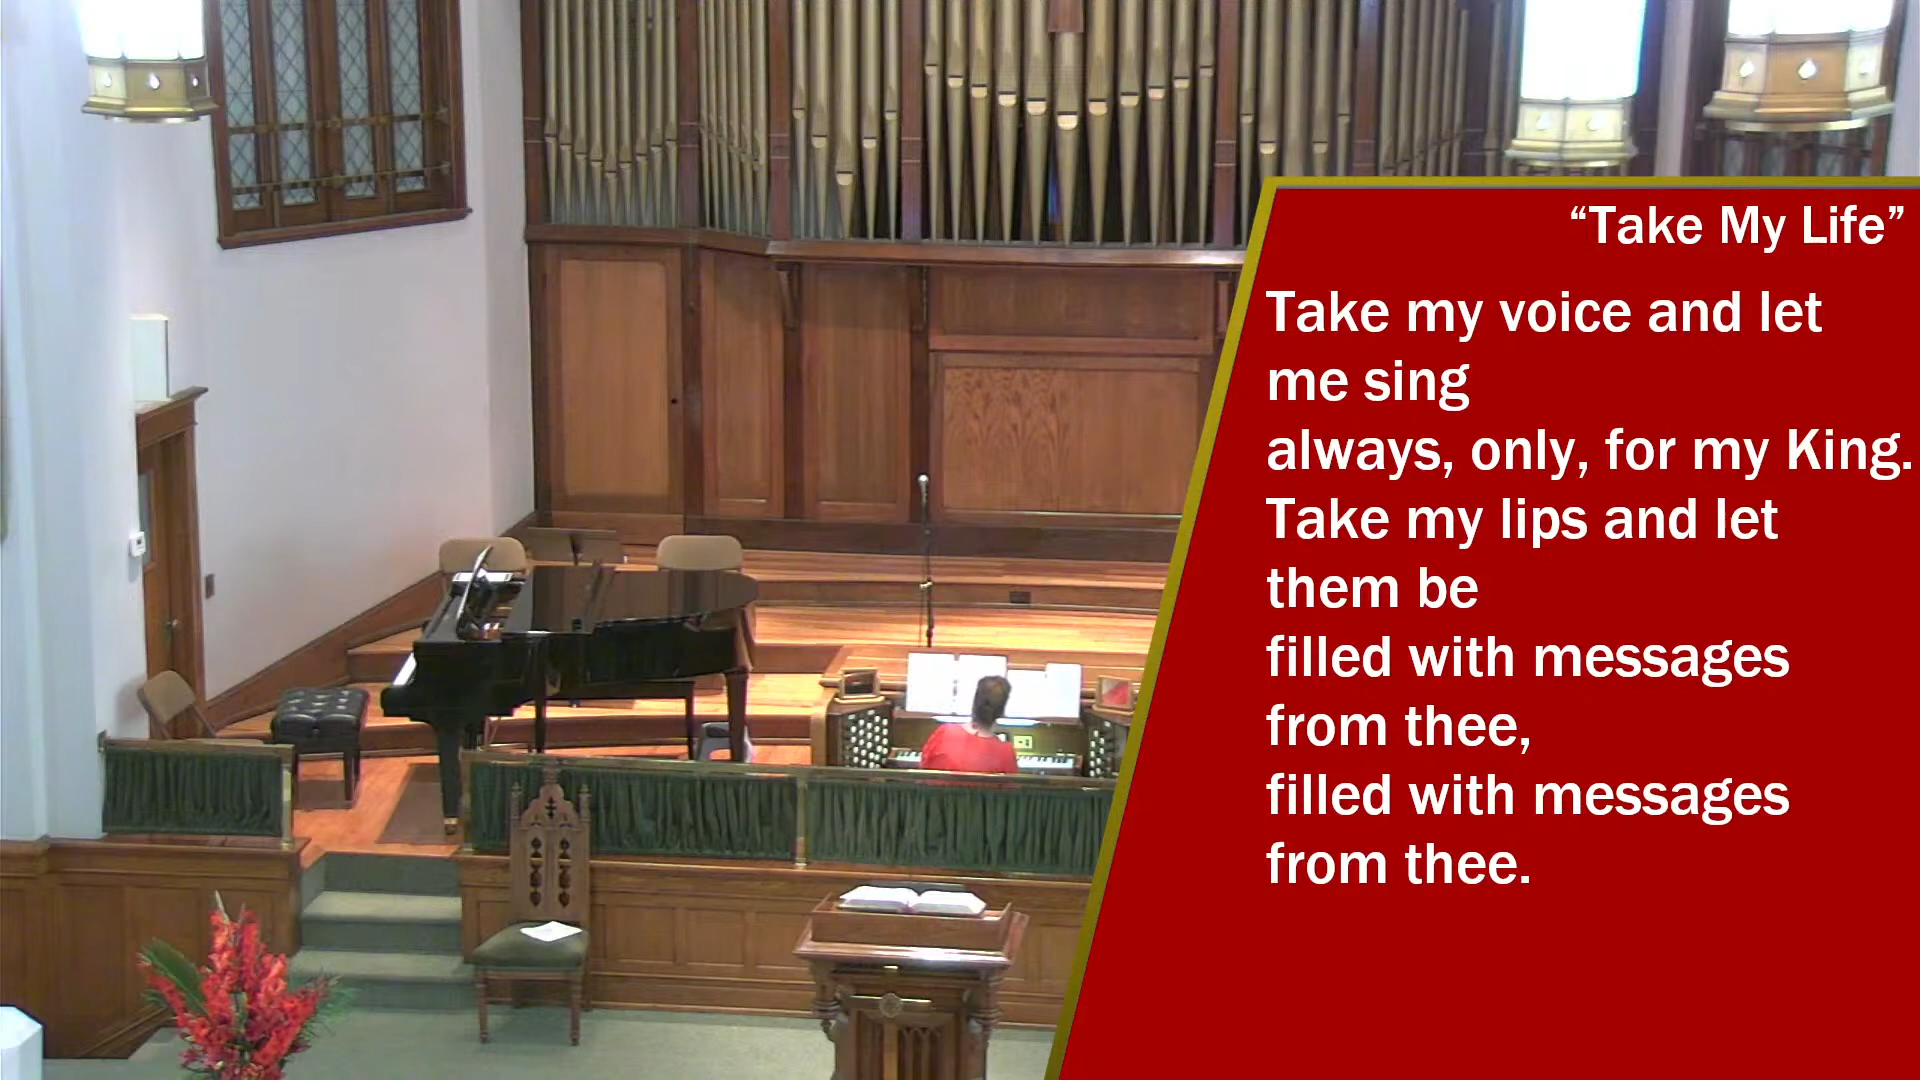 “Take My Life”
Take my voice and let
me sing
always, only, for my King.
Take my lips and let
them be
filled with messages
from thee,
filled with messages
from thee.